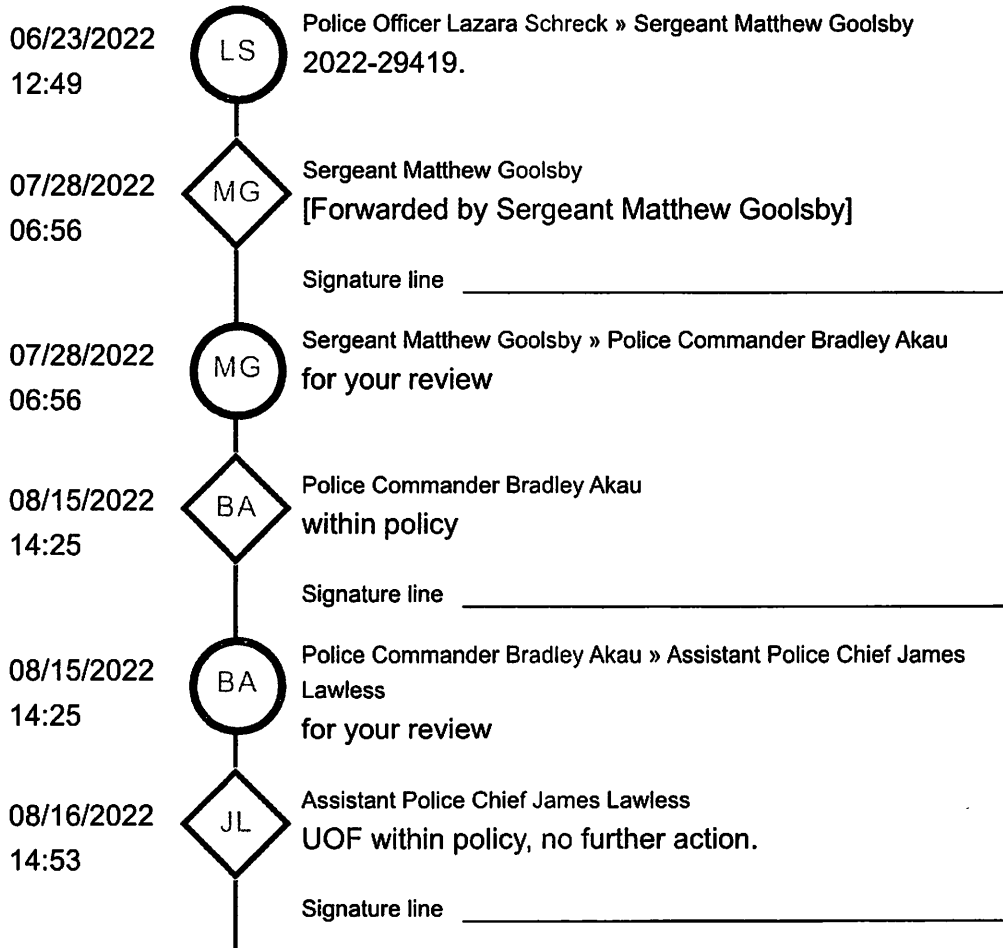 06/23/2022
12:49
LS
Police Officer Lazara Schreck » Sergeant Matthew Goolsby
2022-29419.
07/28/2022
06:56
MG
Sergeant Matthew Goolsby
[Forwarded by Sergeant Matthew Goolsby]
Signature line
07/28/2022
06:56
MG
Sergeant Matthew Goolsby » Police Commander Bradley Akau
for your review
08/15/2022
14:25
BA
Police Commander Bradley Akau
within policy
Signature line
08/15/2022
14:25
BA
Police Commander Bradley Akau » Assistant Police Chief James
Lawless
for your review
08/16/2022
14:53
JL
Assistant Police Chief James Lawless
UOF within policy, no further action.
Signature line